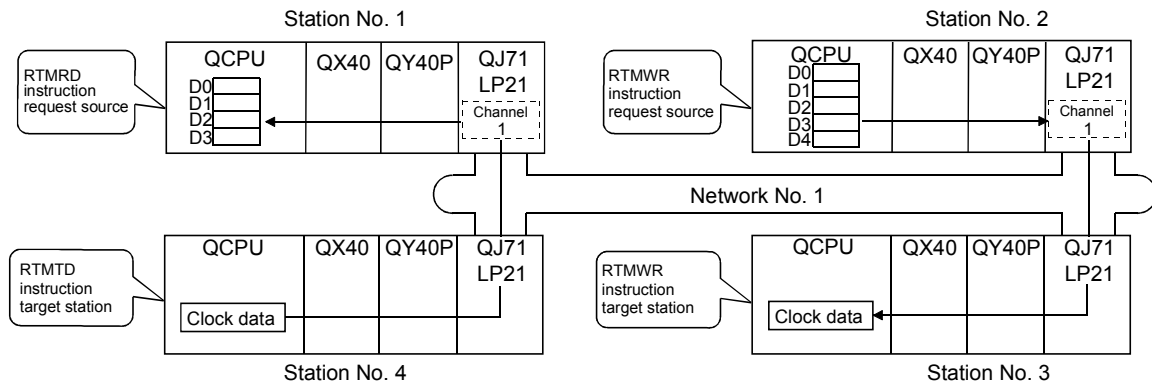 Station No. 1
Station No. 2
RTMRD
instruction
request source
QCPU
QX40
QY40P
QJ71
LP21
D0
D1
D2
D3
Channel
1
RTMWR
instruction
request source
QCPU
QX40
QY40P
QJ71
LP21
D0
D1
D2
D3
D4
Channel
1
Network No. 1
RTMTD
instruction
target station
QCPU
QX40
QY40P
QJ71
LP21
Clock data
RTMWR
instruction
target station
QCPU
QX40
QY40P
QJ71
LP21
Clock data
Station No. 4
Station No. 3